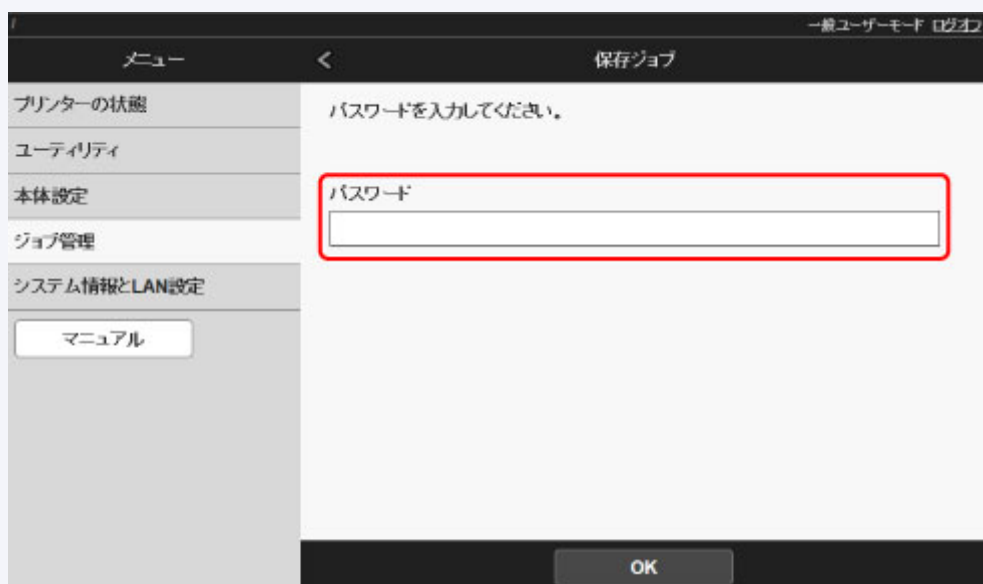 /
一般ユーザーモード ログオフ
メニュー
< 保存ジョブ
プリンターの状態
ユーティリティ
本体設定
ジョブ管理
システム情報とLAN設定
マニュアル
パスワードを入力してください。
パスワード
OK